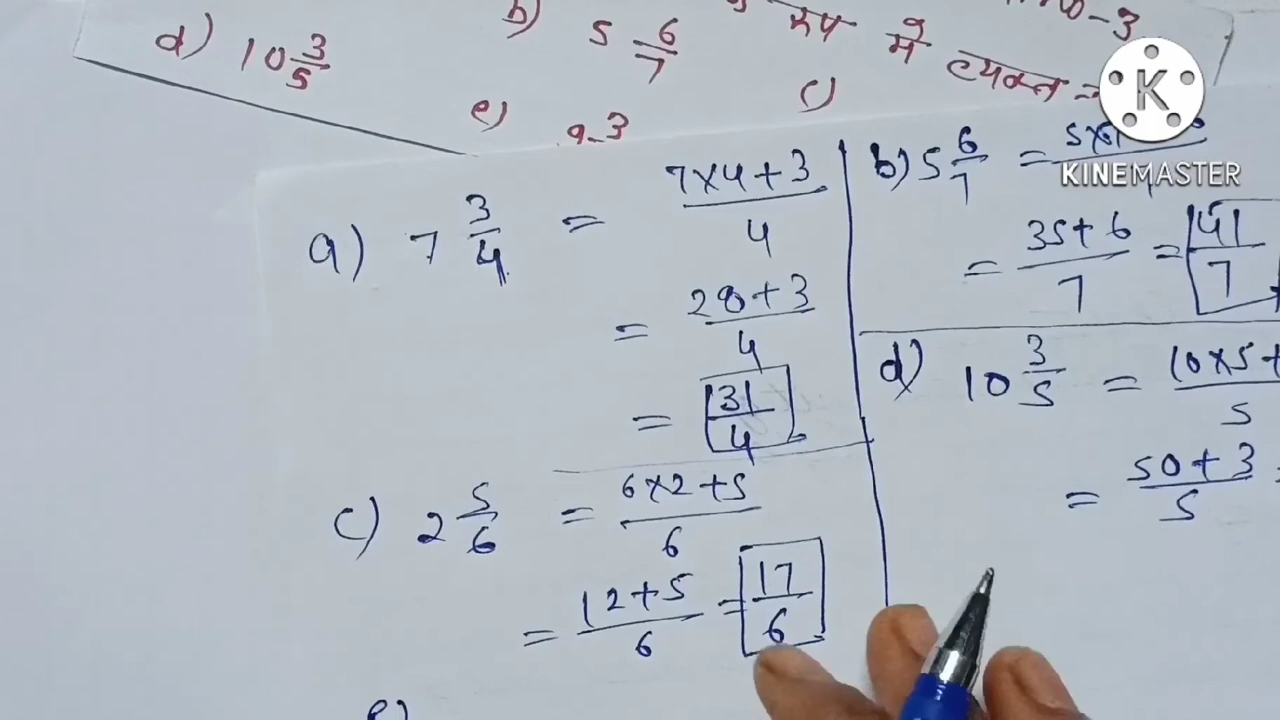 b) 5 6/7 रूप में व्यक्त
d) 10 3/5
e)
c)
a) 7 3/4 = 7×4+3/4
= 28+3/4
= 31/4
b) 5 6/7 =
= 35+6/7 = 41/7
c) 2 5/6 = 6×2+5/6
= 12+5/6 = 17/6
d) 10 3/5 = 10×5+/5
= 50+3/5
e)
K
KINEMASTER